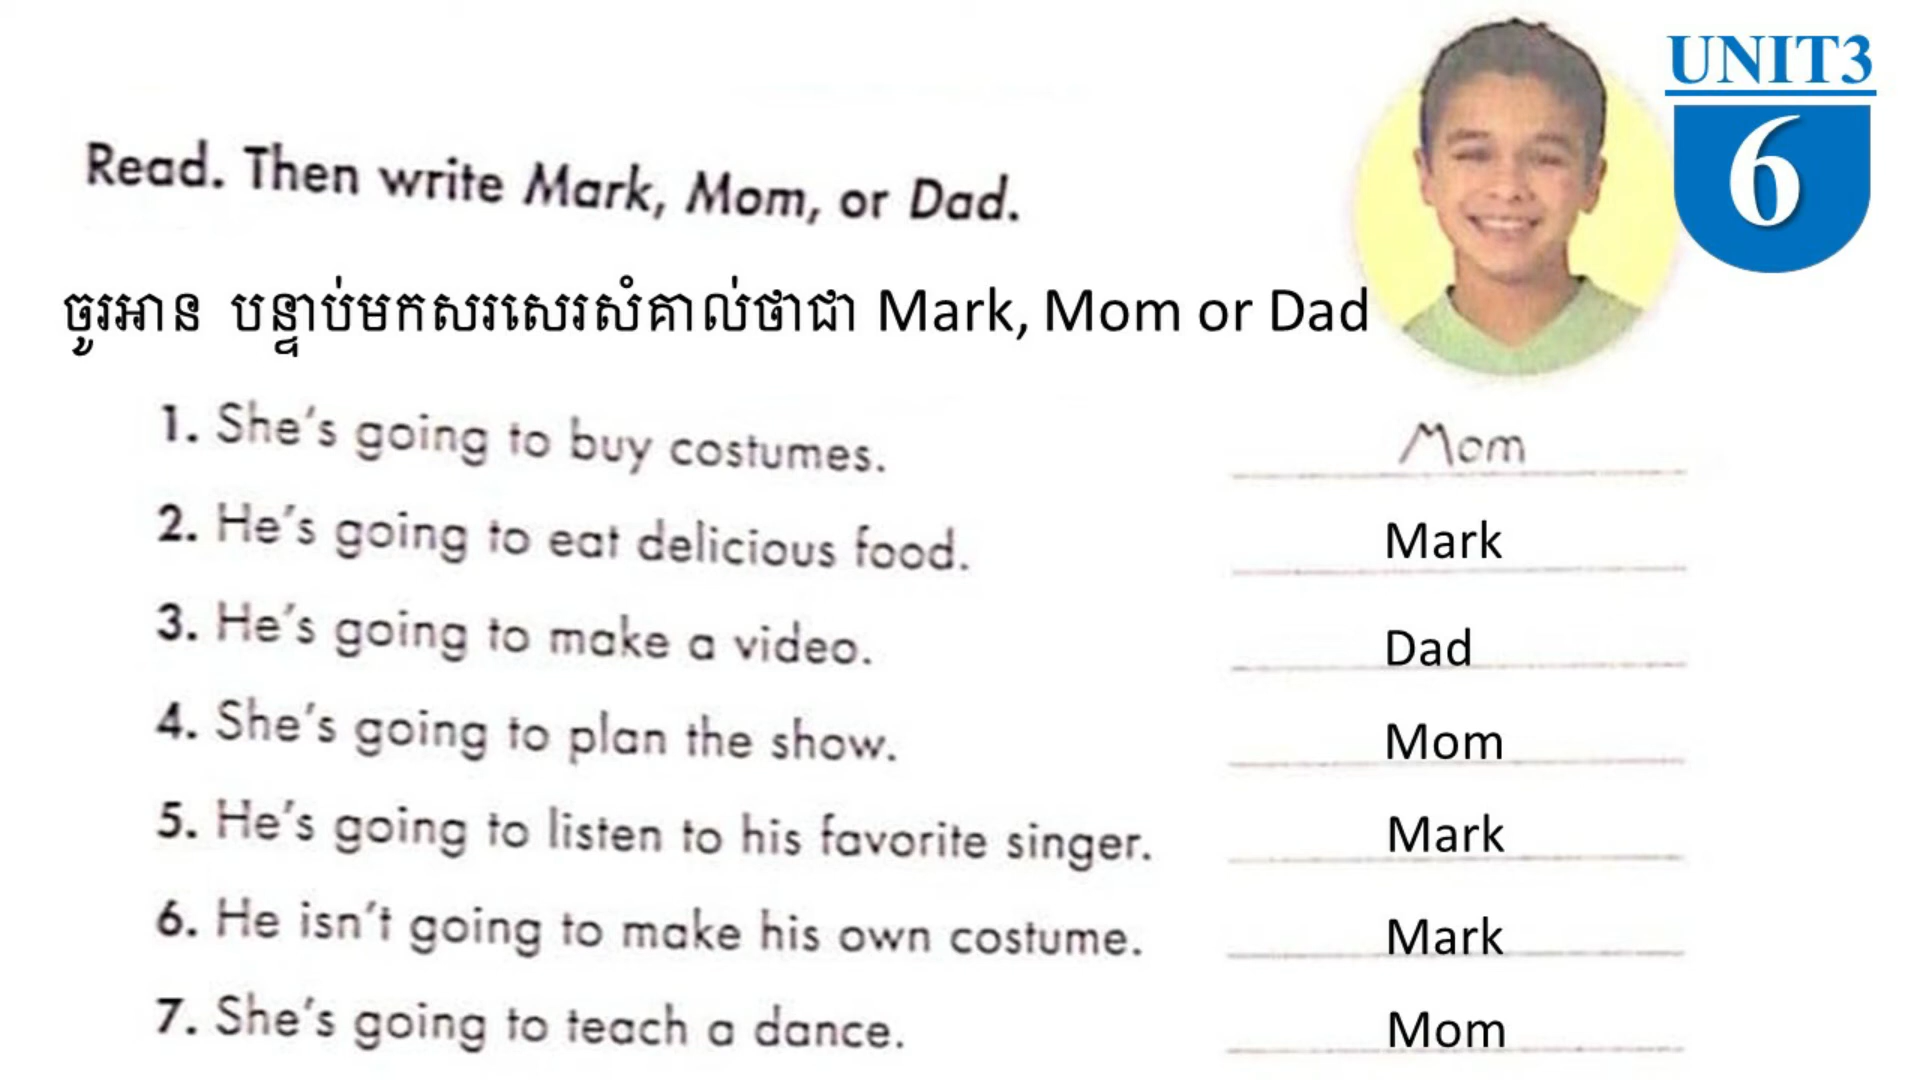 UNIT3
6
Read. Then write Mark, Mom, or Dad.
ចូរអាន បន្ទាប់មកសរសេរសំគាល់ថាជា Mark, Mom or Dad
1. She's going to buy costumes. Mom
2. He's going to eat delicious food. Mark
3. He's going to make a video. Dad
4. She's going to plan the show. Mom
5. He's going to listen to his favorite singer. Mark
6. He isn't going to make his own costume. Mark
7. She's going to teach a dance. Mom